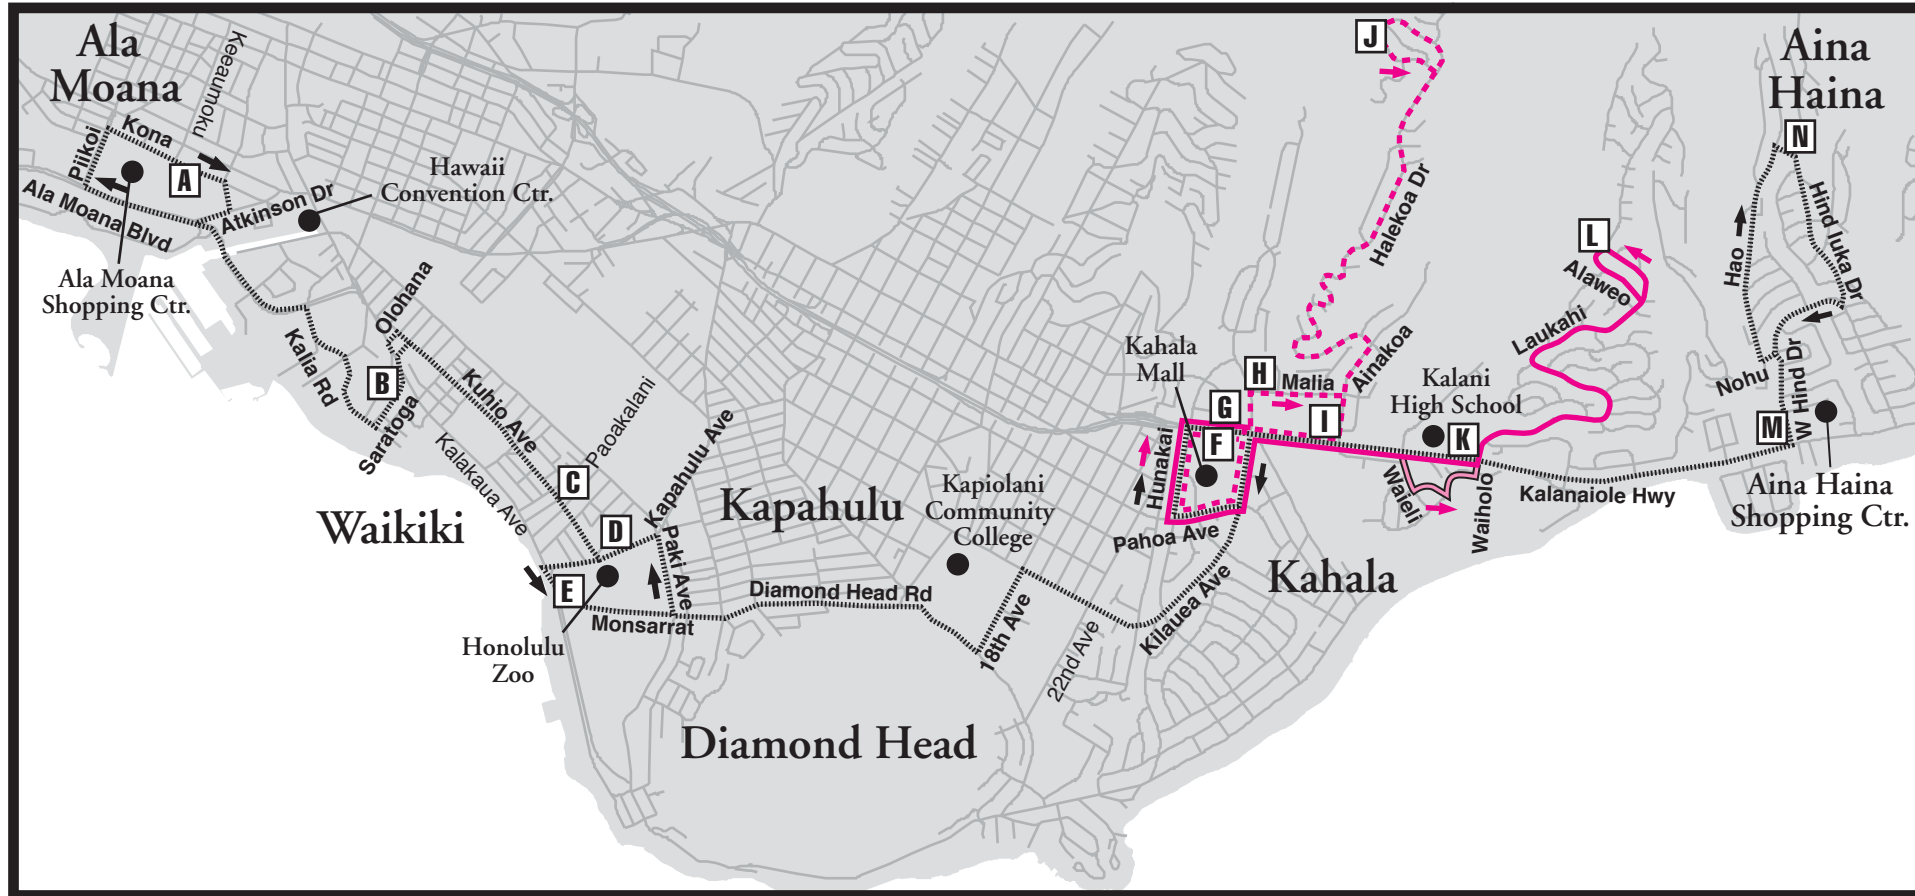 Ala
Moana
Keeaumoku
Kona
Piikoi
A
Ala Moana Blvd
Atkinson Dr
Hawaii
Convention Ctr.
Ala Moana
Shopping Ctr.
Kalia Rd
Olohana
B
Saratoga
Kuhio Ave
Kalakaua Ave
Paoakalani
C
D
Kapahulu Ave
Waikiki
E
Paki Ave
Monsarrat
Honolulu
Zoo
Kapahulu
Diamond Head Rd
Kapiolani
Community
College
18th Ave
22nd Ave
Diamond Head
Kilauea Ave
Pahoa Ave
Hunakai
Kahala
Mall
F
G
H
Malia
I
Ainakoa
J
Halekoa Dr
Kahala
Kalani
High School
K
Waieli
Waiholo
Laukahi
Alaweo
L
Kalanaiole Hwy
Aina
Haina
N
Hao
Hind Iuka Dr
Nohu
W Hinup Dr
M
Aina Haina
Shopping Ctr.